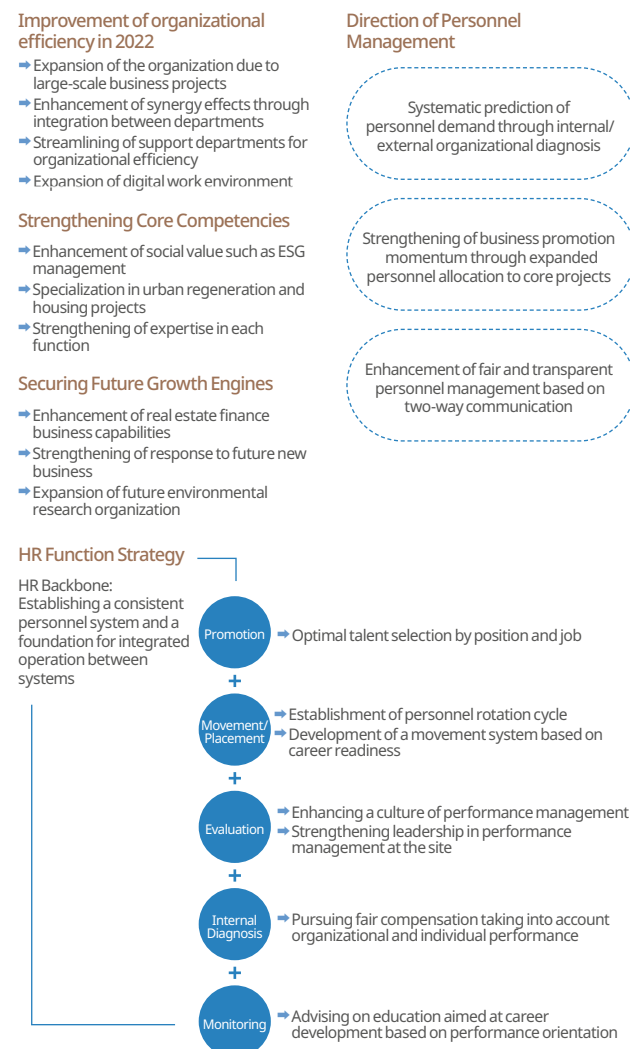 Improvement of organizational
efficiency in 2022
➡ Expansion of the organization due to
large-scale business projects
➡ Enhancement of synergy effects through
integration between departments
➡ Streamlining of support departments for
organizational efficiency
➡ Expansion of digital work environment
Strengthening Core Competencies
➡ Enhancement of social value such as ESG
management
➡ Specialization in urban regeneration and
housing projects
➡ Strengthening of expertise in each
function
Securing Future Growth Engines
➡ Enhancement of real estate finance
business capabilities
➡ Strengthening of response to future new
business
➡ Expansion of future environmental
research organization
Direction of Personnel
Management
Systematic prediction of
personnel demand through internal/
external organizational diagnosis
Strengthening of business promotion
momentum through expanded
personnel allocation to core projects
Enhancement of fair and transparent
personnel management based on
two-way communication
HR Function Strategy
HR Backbone:
Establishing a consistent
personnel system and a
foundation for integrated
operation between
systems
Promotion
➡ Optimal talent selection by position and job
+
Movement/
Placement
➡ Establishment of personnel rotation cycle
➡ Development of a movement system based on
career readiness
+
Evaluation
➡ Enhancing a culture of performance management
➡ Strengthening leadership in performance
management at the site
+
Internal
Diagnosis
➡ Pursuing fair compensation taking into account
organizational and individual performance
+
Monitoring
➡ Advising on education aimed at career
development based on performance orientation